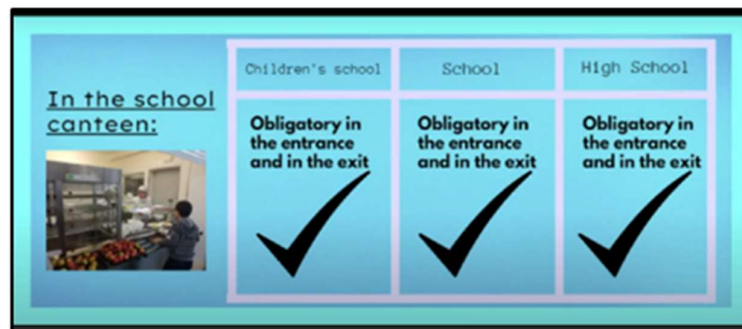 Children's school
School
High School
In the school
canteen:
Obligatory in
the entrance
and in the exit
Obligatory in
the entrance
and in the exit
Obligatory in
the entrance
and in the exit